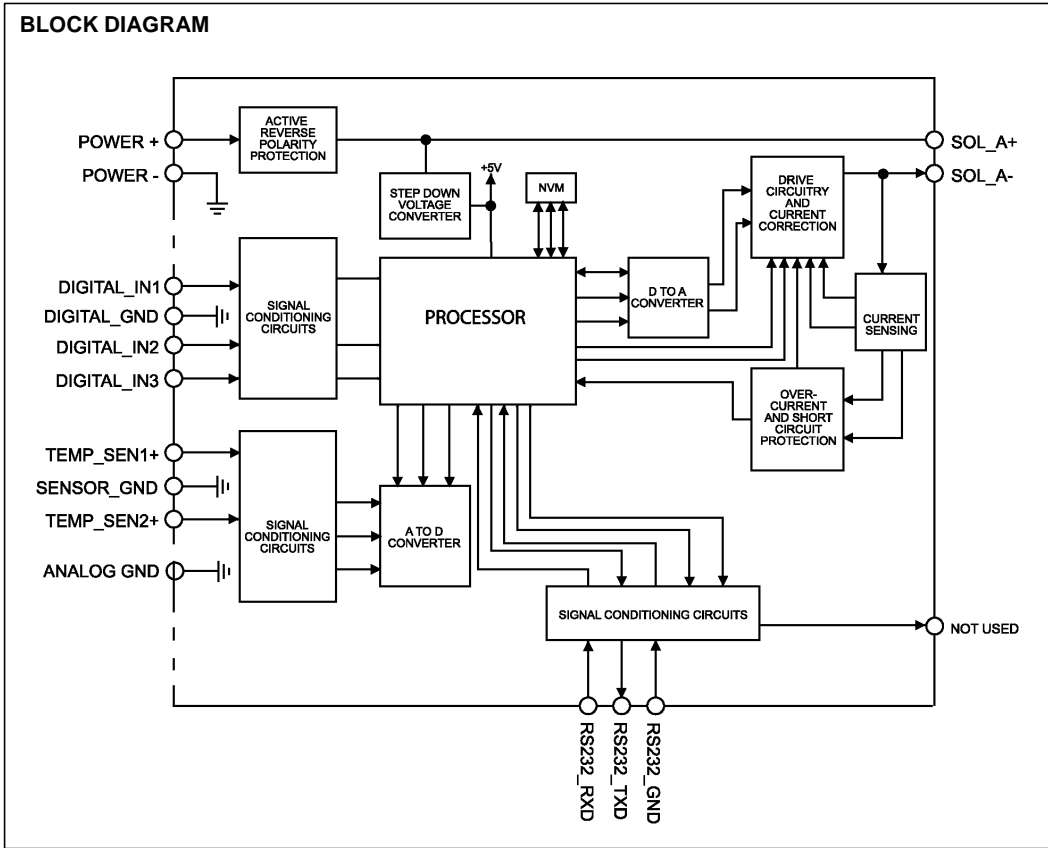 BLOCK DIAGRAM
POWER +
POWER -
ACTIVE
REVERSE
POLARITY
PROTECTION
STEP DOWN
VOLTAGE
CONVERTER
+5V
NVM
DRIVE
CIRCUITRY
AND
CURRENT
CORRECTION
SOL_A+
SOL_A-
DIGITAL_IN1
DIGITAL_GND
DIGITAL_IN2
DIGITAL_IN3
SIGNAL
CONDITIONING
CIRCUITS
PROCESSOR
D TO A
CONVERTER
CURRENT
SENSING
OVER-
CURRENT
AND SHORT
CIRCUIT
PROTECTION
TEMP_SEN1+
SENSOR_GND
TEMP_SEN2+
ANALOG GND
SIGNAL
CONDITIONING
CIRCUITS
A TO D
CONVERTER
SIGNAL CONDITIONING CIRCUITS
NOT USED
RS232_RXD
RS232_TXD
RS232_GND